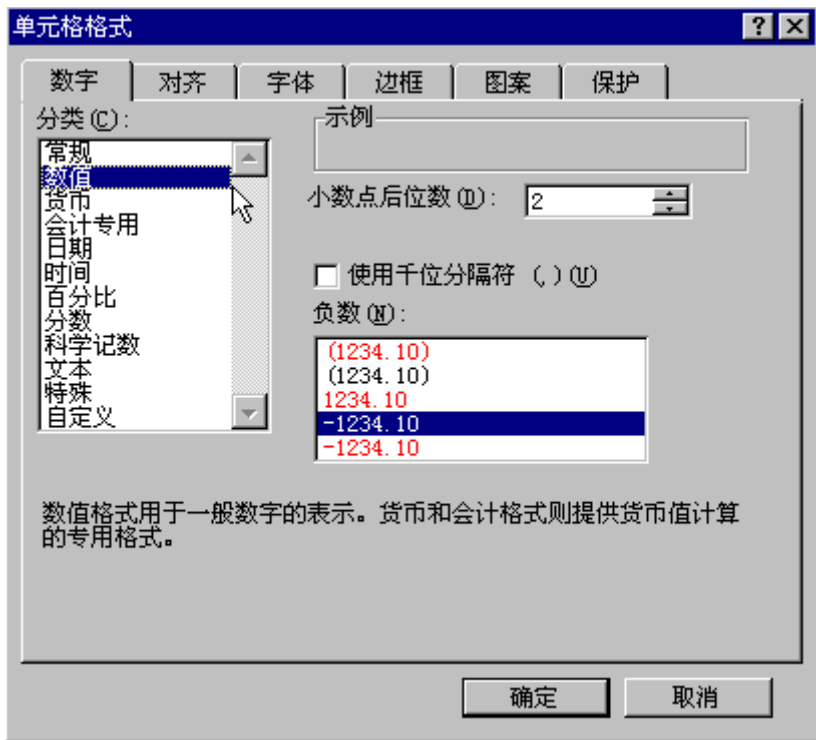 单元格格式
数字 对齐 字体 边框 图案 保护
分类(C):
常规
数值
货币
会计专用
日期
时间
百分比
分数
科学记数
文本
特殊
自定义
示例
小数点后位数(D): 2
使用千位分隔符 (,)(U)
负数(N):
(1234.10)
(1234.10)
1234.10
-1234.10
-1234.10
数值格式用于一般数字的表示。货币和会计格式则提供货币值计算
的专用格式。
确定 取消